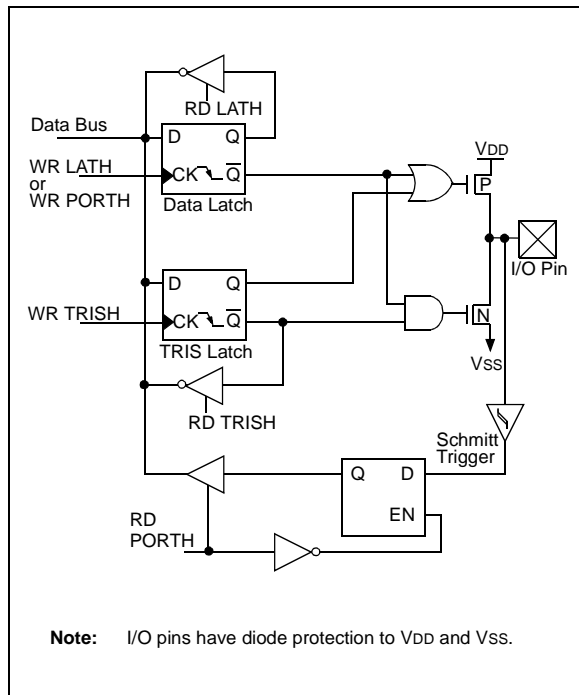 RD LATH
Data Bus
D
Q
VDD
WR LATH
or
WR PORTH
CK
Q
P
Data Latch
I/O Pin
D
Q
N
WR TRISH
CK
Q
TRIS Latch
VSS
RD TRISH
Schmitt
Trigger
Q
D
EN
RD
PORTH
Note: I/O pins have diode protection to VDD and VSS.